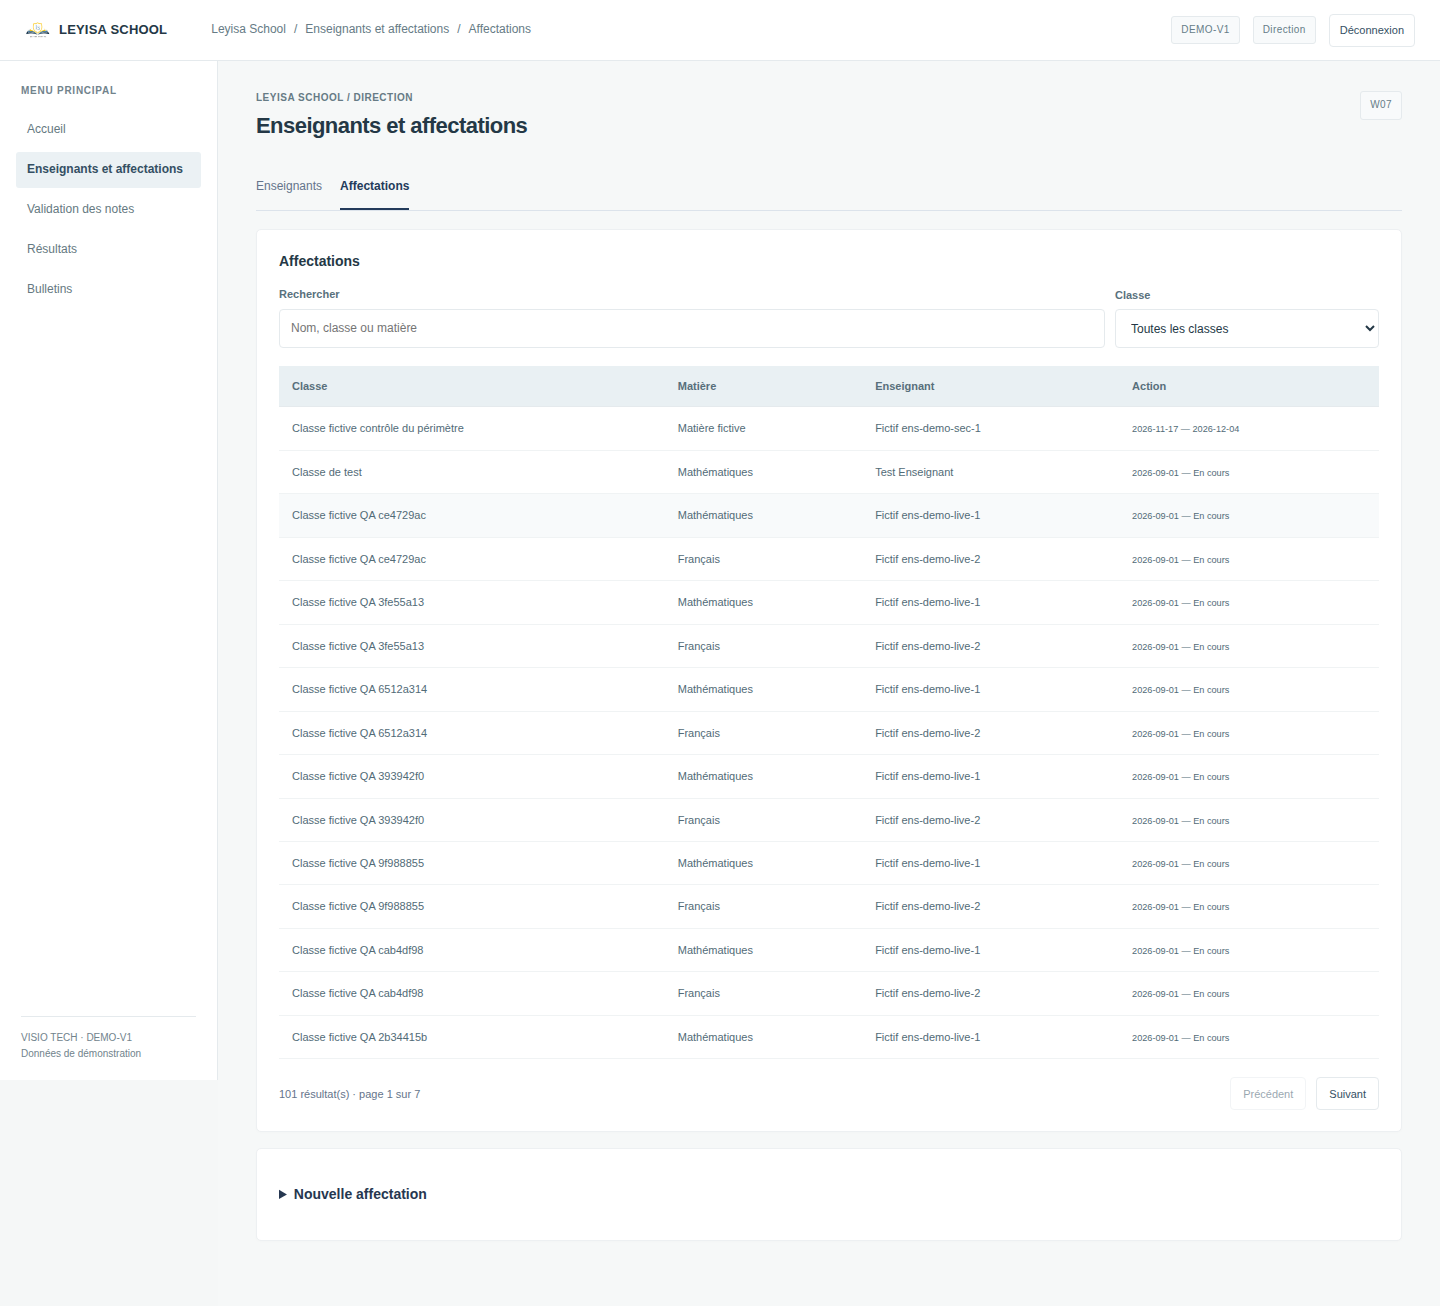 LEYISA SCHOOL
Leyisa School / Enseignants et affectations / Affectations
DEMO-V1
Direction
Déconnexion
MENU PRINCIPAL
Accueil
Enseignants et affectations
Validation des notes
Résultats
Bulletins
VISIO TECH · DEMO-V1
Données de démonstration
LEYISA SCHOOL / DIRECTION
W07
Enseignants et affectations
Enseignants Affectations
Affectations
Rechercher
Nom, classe ou matière
Classe
Toutes les classes
Classe Matière Enseignant Action
Classe fictive contrôle du périmètre Matière fictive Fictif ens-demo-sec-1 2026-11-17 — 2026-12-04
Classe de test Mathématiques Test Enseignant 2026-09-01 — En cours
Classe fictive QA ce4729ac Mathématiques Fictif ens-demo-live-1 2026-09-01 — En cours
Classe fictive QA ce4729ac Français Fictif ens-demo-live-2 2026-09-01 — En cours
Classe fictive QA 3fe55a13 Mathématiques Fictif ens-demo-live-1 2026-09-01 — En cours
Classe fictive QA 3fe55a13 Français Fictif ens-demo-live-2 2026-09-01 — En cours
Classe fictive QA 6512a314 Mathématiques Fictif ens-demo-live-1 2026-09-01 — En cours
Classe fictive QA 6512a314 Français Fictif ens-demo-live-2 2026-09-01 — En cours
Classe fictive QA 393942f0 Mathématiques Fictif ens-demo-live-1 2026-09-01 — En cours
Classe fictive QA 393942f0 Français Fictif ens-demo-live-2 2026-09-01 — En cours
Classe fictive QA 9f988855 Mathématiques Fictif ens-demo-live-1 2026-09-01 — En cours
Classe fictive QA 9f988855 Français Fictif ens-demo-live-2 2026-09-01 — En cours
Classe fictive QA cab4df98 Mathématiques Fictif ens-demo-live-1 2026-09-01 — En cours
Classe fictive QA cab4df98 Français Fictif ens-demo-live-2 2026-09-01 — En cours
Classe fictive QA 2b34415b Mathématiques Fictif ens-demo-live-1 2026-09-01 — En cours
101 résultat(s) · page 1 sur 7
Précédent
Suivant
Nouvelle affectation